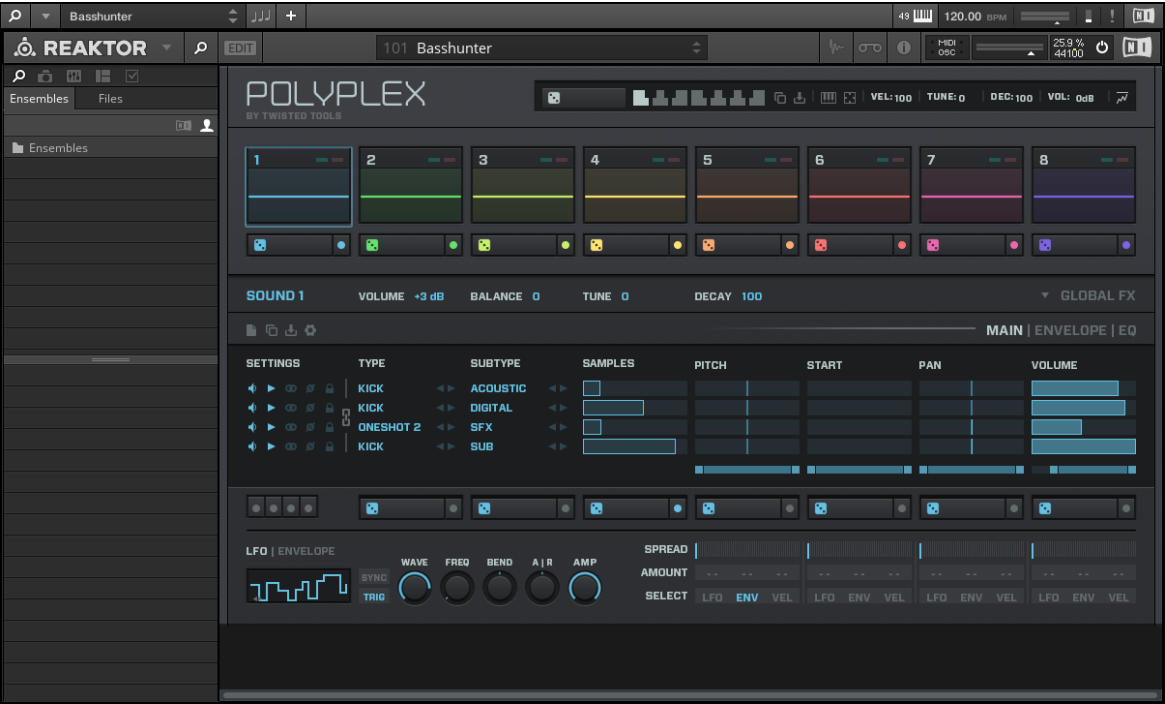 Basshunter 49 120.00 BPM
REAKTOR EDIT 101 Basshunter MIDI OSC 25.9 % 44100
Ensembles Files
Ensembles
POLYPLEX
BY TWISTED TOOLS
VEL:100 TUNE:0 DEC:100 VOL: 0dB
1 2 3 4 5 6 7 8
SOUND 1 VOLUME +3 dB BALANCE 0 TUNE 0 DECAY 100 GLOBAL FX
MAIN | ENVELOPE | EQ
SETTINGS TYPE SUBTYPE SAMPLES PITCH START PAN VOLUME
KICK ACOUSTIC
KICK DIGITAL
ONESHOT 2 SFX
KICK SUB
LFO | ENVELOPE WAVE FREQ BEND A|R AMP SPREAD
SYNC AMOUNT -- -- -- -- -- -- -- -- -- -- -- --
TRIG SELECT LFO ENV VEL LFO ENV VEL LFO ENV VEL LFO ENV VEL